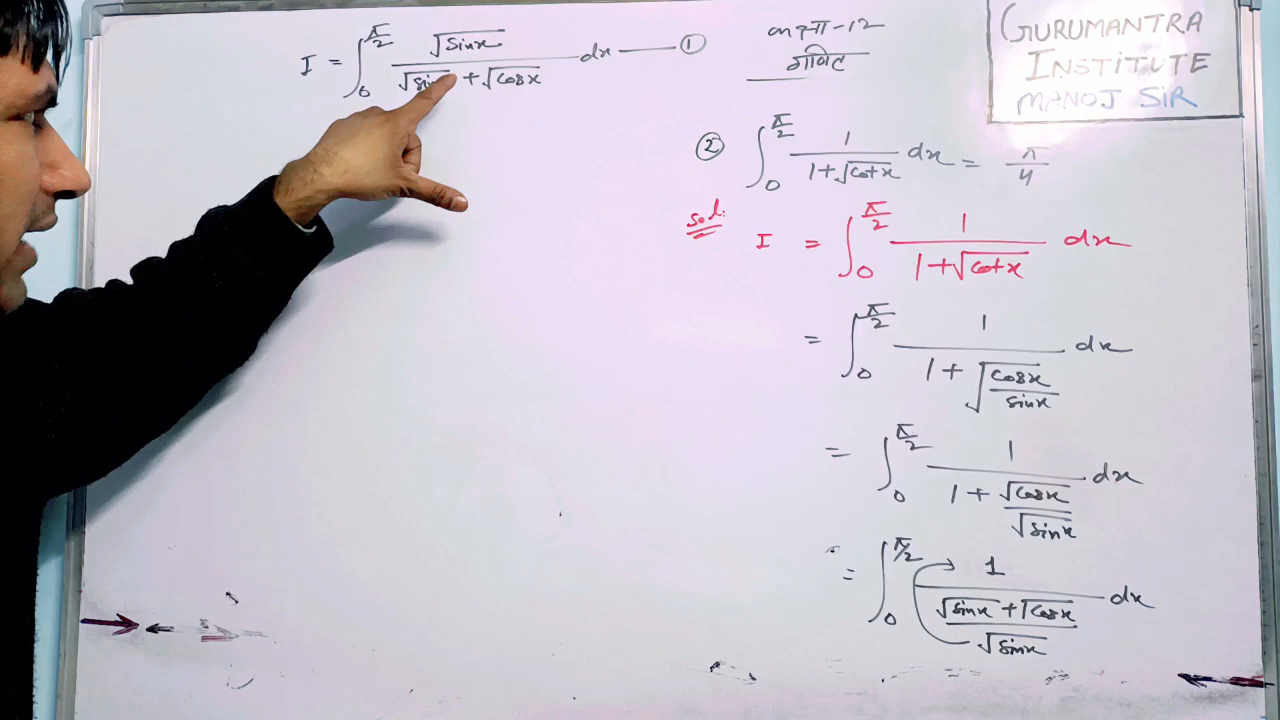 I = ∫₀^(π/2) √sinx / (√sin + √cosx) dx ——— ①
कक्षा-12
गणित
GURUMANTRA
INSTITUTE
MANOJ SIR
② ∫₀^(π/2) 1 / (1+√cotx) dx = π/4
Sol:
I = ∫₀^(π/2) 1 / (1+√cotx) dx
= ∫₀^(π/2) 1 / (1 + √(cosx/sinx)) dx
= ∫₀^(π/2) 1 / (1 + √cosx/√sinx) dx
= ∫₀^(π/2) 1 / ((√sinx + √cosx)/√sinx) dx